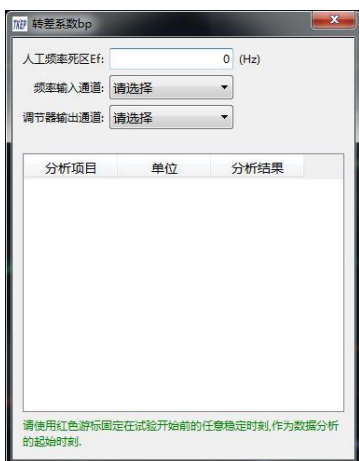 TKEP 转差系数bp
人工频率死区Ef: 0 (Hz)
频率输入通道: 请选择
调节器输出通道: 请选择
分析项目 单位 分析结果
请使用红色游标固定在试验开始前的任意稳定时刻,作为数据分析
的起始时刻.